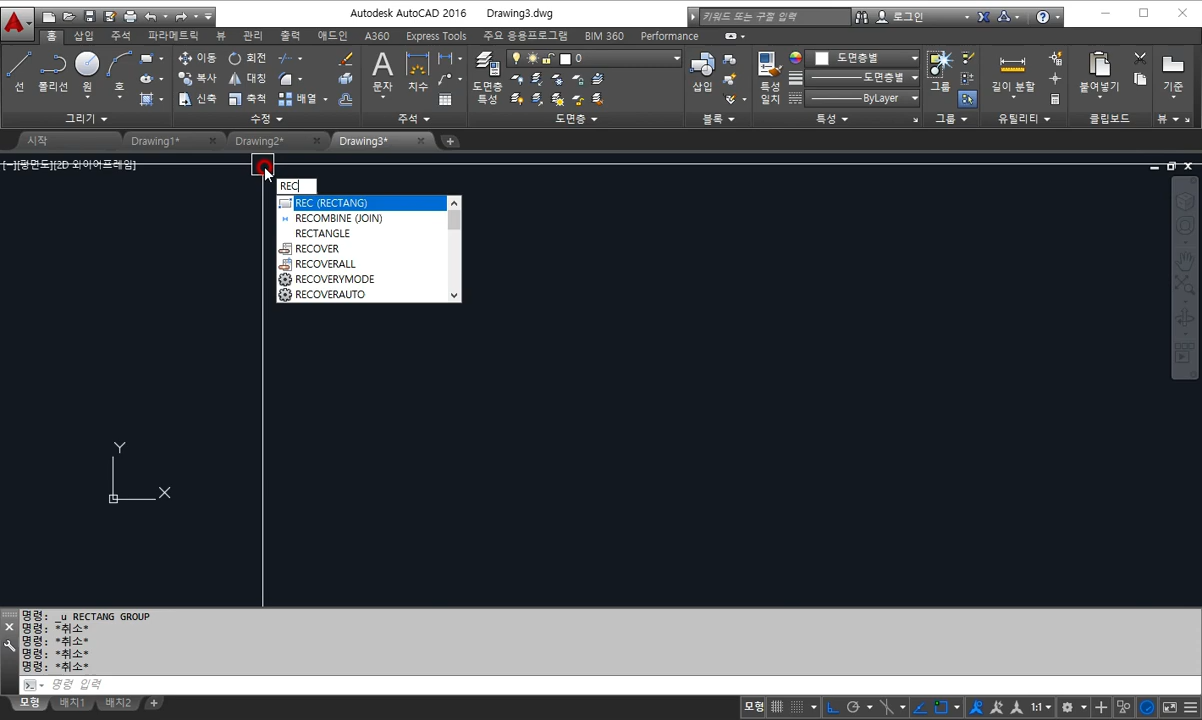 Autodesk AutoCAD 2016 Drawing3.dwg
키워드 또는 구절 입력
로그인
홈 삽입 주석 파라메트릭 뷰 관리 출력 애드인 A360 Express Tools 주요 응용프로그램 BIM 360 Performance
선 폴리선 원 호
이동 회전
복사 대칭
신축 축척 배열
문자 치수
도면층 특성
0
삽입
특성 일치
도면층별
도면층별
ByLayer
그룹
길이 분할
붙여넣기
기준
그리기 수정 주석 도면층 블록 특성 그룹 유틸리티 클립보드 뷰
시작 Drawing1* Drawing2* Drawing3*
[−][평면도][2D 와이어프레임]
REC
REC (RECTANG)
RECOMBINE (JOIN)
RECTANGLE
RECOVER
RECOVERALL
RECOVERYMODE
RECOVERAUTO
Y
X
명령: _u RECTANG GROUP
명령: *취소*
명령: *취소*
명령: *취소*
명령: *취소*
명령 입력
모형 배치1 배치2
모형 1:1